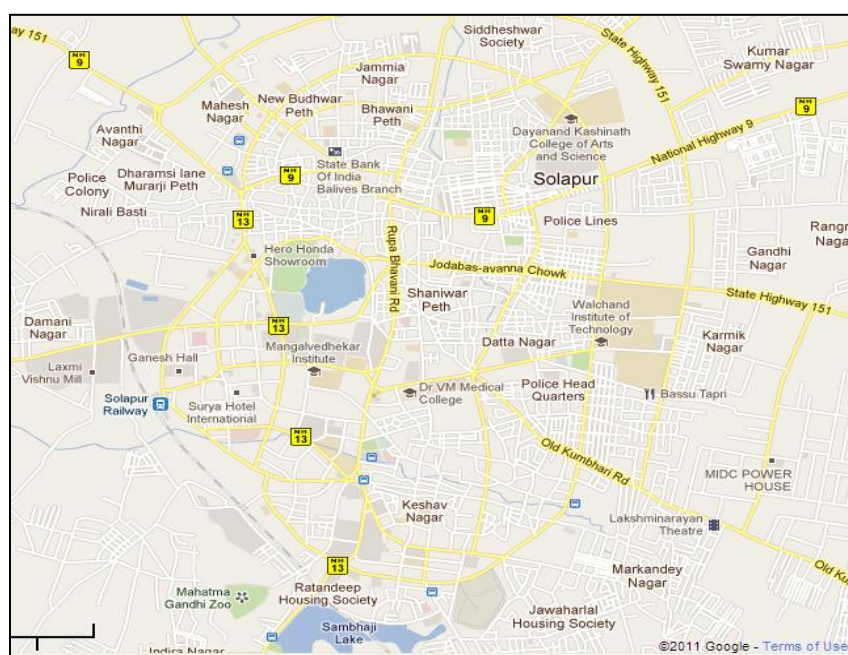 Siddheshwar
Society
ay 151
NH
9
State Highway 151
Kumar
Swamy Nagar
Jammia
Nagar
Mahesh
Nagar
New Budhwar
Peth
Bhawani
Peth
NH
9
Avanthi
Nagar
Dayanand Kashinath
College of Arts
and Science
National Highway 9
Police
Colony
Dharamsi lane
Murarji Peth
State Bank
Of India
Balives Branch
NH
9
Solapur
Nirali Basti
NH
13
NH
9
Police Lines
Rangr
Naga
Hero Honda
Showroom
Rupa Bhavani Rd
Gandhi
Nagar
Jodabas-avanna Chowk
Shaniwar
Peth
State Highway 151
Walchand
Institute of
Technology
Damani
Nagar
NH
13
Datta Nagar
Karmik
Nagar
Ganesh Hall
Mangalvedhekar
Institute
Laxmi
Vishnu Mill
Dr VM Medical
College
Police Head
Quarters
Bassu Tapri
Solapur
Railway
Surya Hotel
International
NH
13
Old Kumbhari Rd
MIDC POWER
HOUSE
Keshav
Nagar
Lakshminarayan
Theatre
NH
13
Old Ku
Markandey
Nagar
Mahatma
Gandhi Zoo
Ratandeep
Housing Society
Jawaharlal
Housing Society
Sambhaji
Lake
Indira Nagar
©2011 Google - Terms of Use